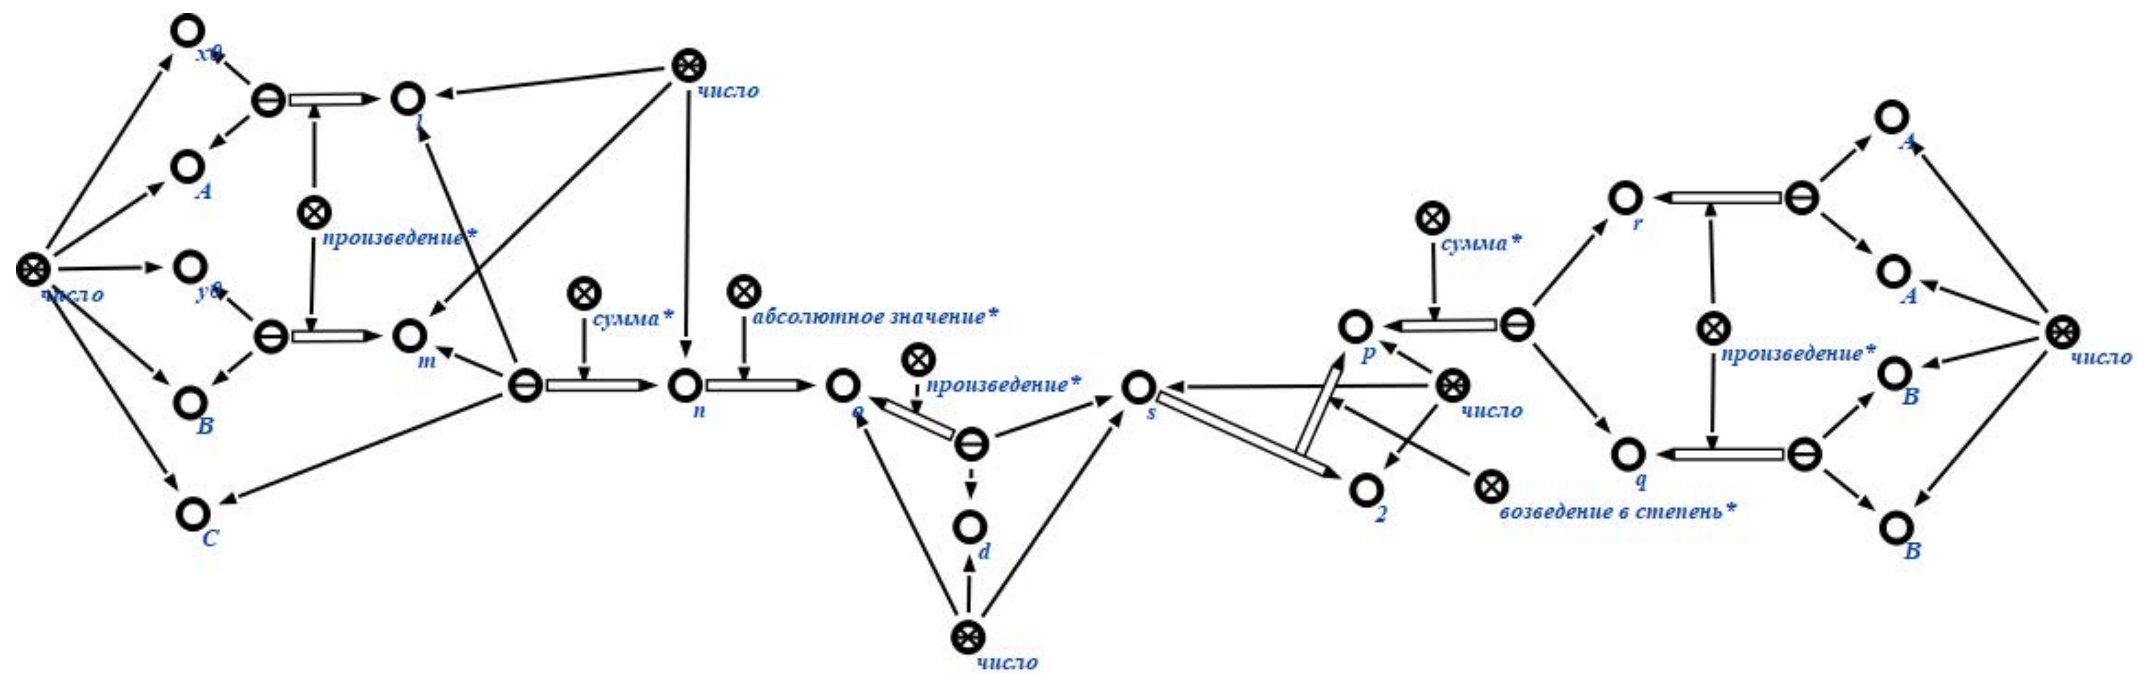 x0
число
l
A
A
r
сумма*
произведение*
A
y0
число
сумма*
абсолютное значение*
p
произведение*
число
m
произведение*
B
B
n
s
число
C
q
2
возведение в степень*
d
B
число